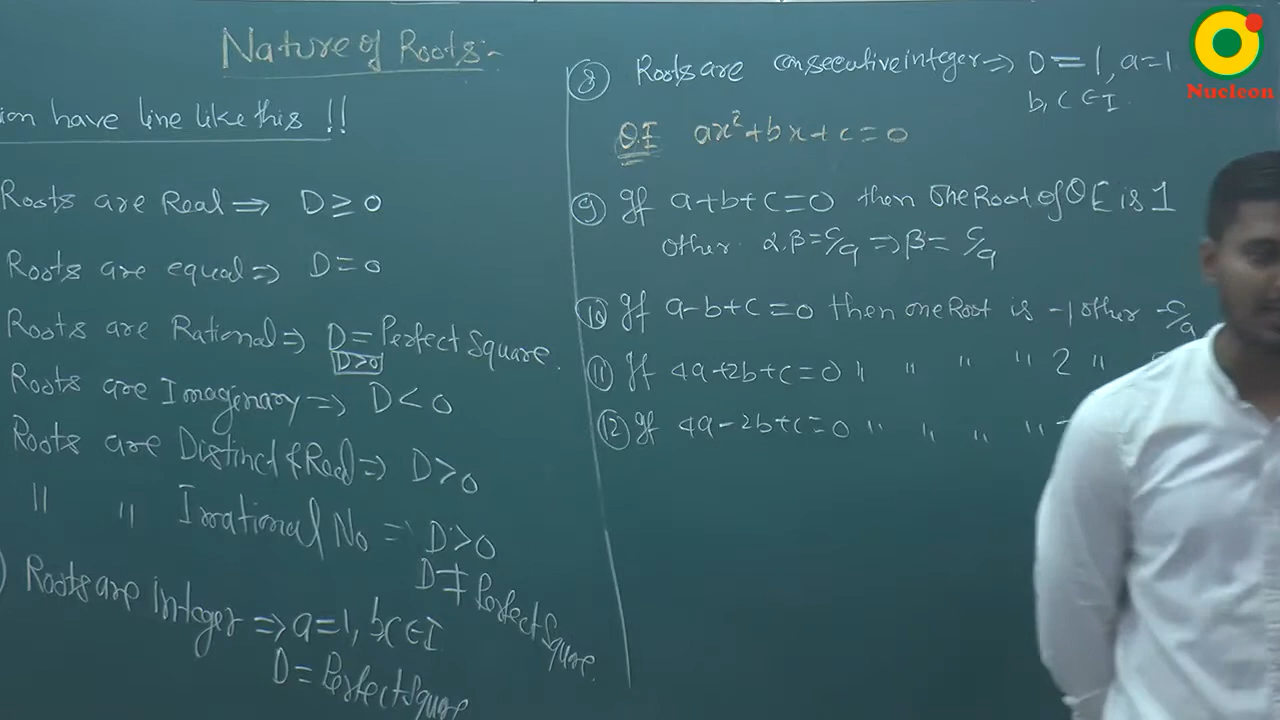 Nature of Roots:-
ion have line like this !!
Roots are Real ⇒ D ≥ 0
Roots are equal ⇒ D = 0
Roots are Rational ⇒ D = Perfect Square
D>0
Roots are Imaginary ⇒ D < 0
Roots are Distinct & Real ⇒ D > 0
〃 〃 Irrational No ⇒ D > 0
D ≠ Perfect Square
) Roots are integer ⇒ a = 1, b,c ∈ I
D = Perfect Square
⑧ Roots are consecutive integer ⇒ D = 1, a = 1
b, c ∈ I
Q.E ax² + bx + c = 0
⑨ If a+b+c=0 then one Root of QE is 1
other α.β = c/a ⇒ β = c/a
⑩ If a-b+c=0 then one Root is -1 other -c/a
⑪ If 4a+2b+c=0 〃 〃 〃 〃 2 〃
⑫ If 4a-2b+c=0 〃 〃 〃 〃 -
Nucleon